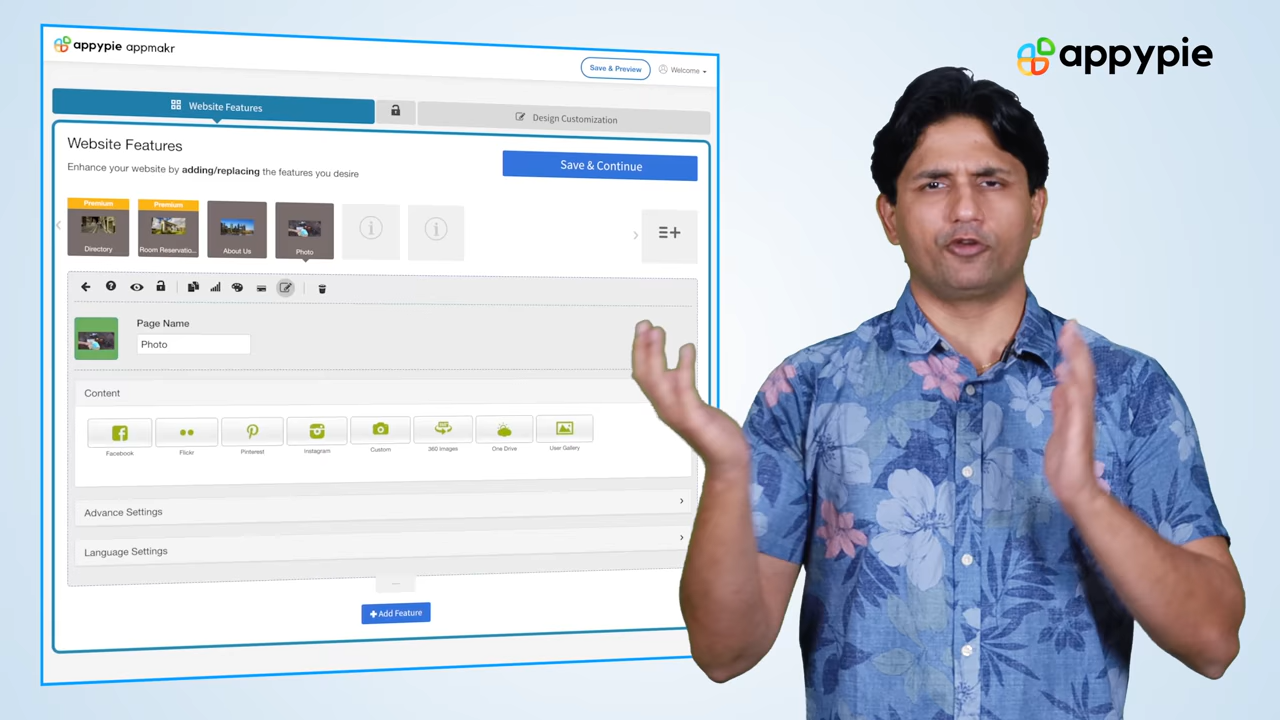 appypie appmakr
Save & Preview
Welcome
appypie
Website Features
Design Customization
Website Features
Enhance your website by adding/replacing the features you desire
Save & Continue
Premium
Directory
Premium
Room Reservatio...
About Us
Photo
Page Name
Photo
Content
Facebook
Flickr
Pinterest
Instagram
Custom
360 Images
One Drive
User Gallery
Advance Settings
Language Settings
...
+ Add Feature